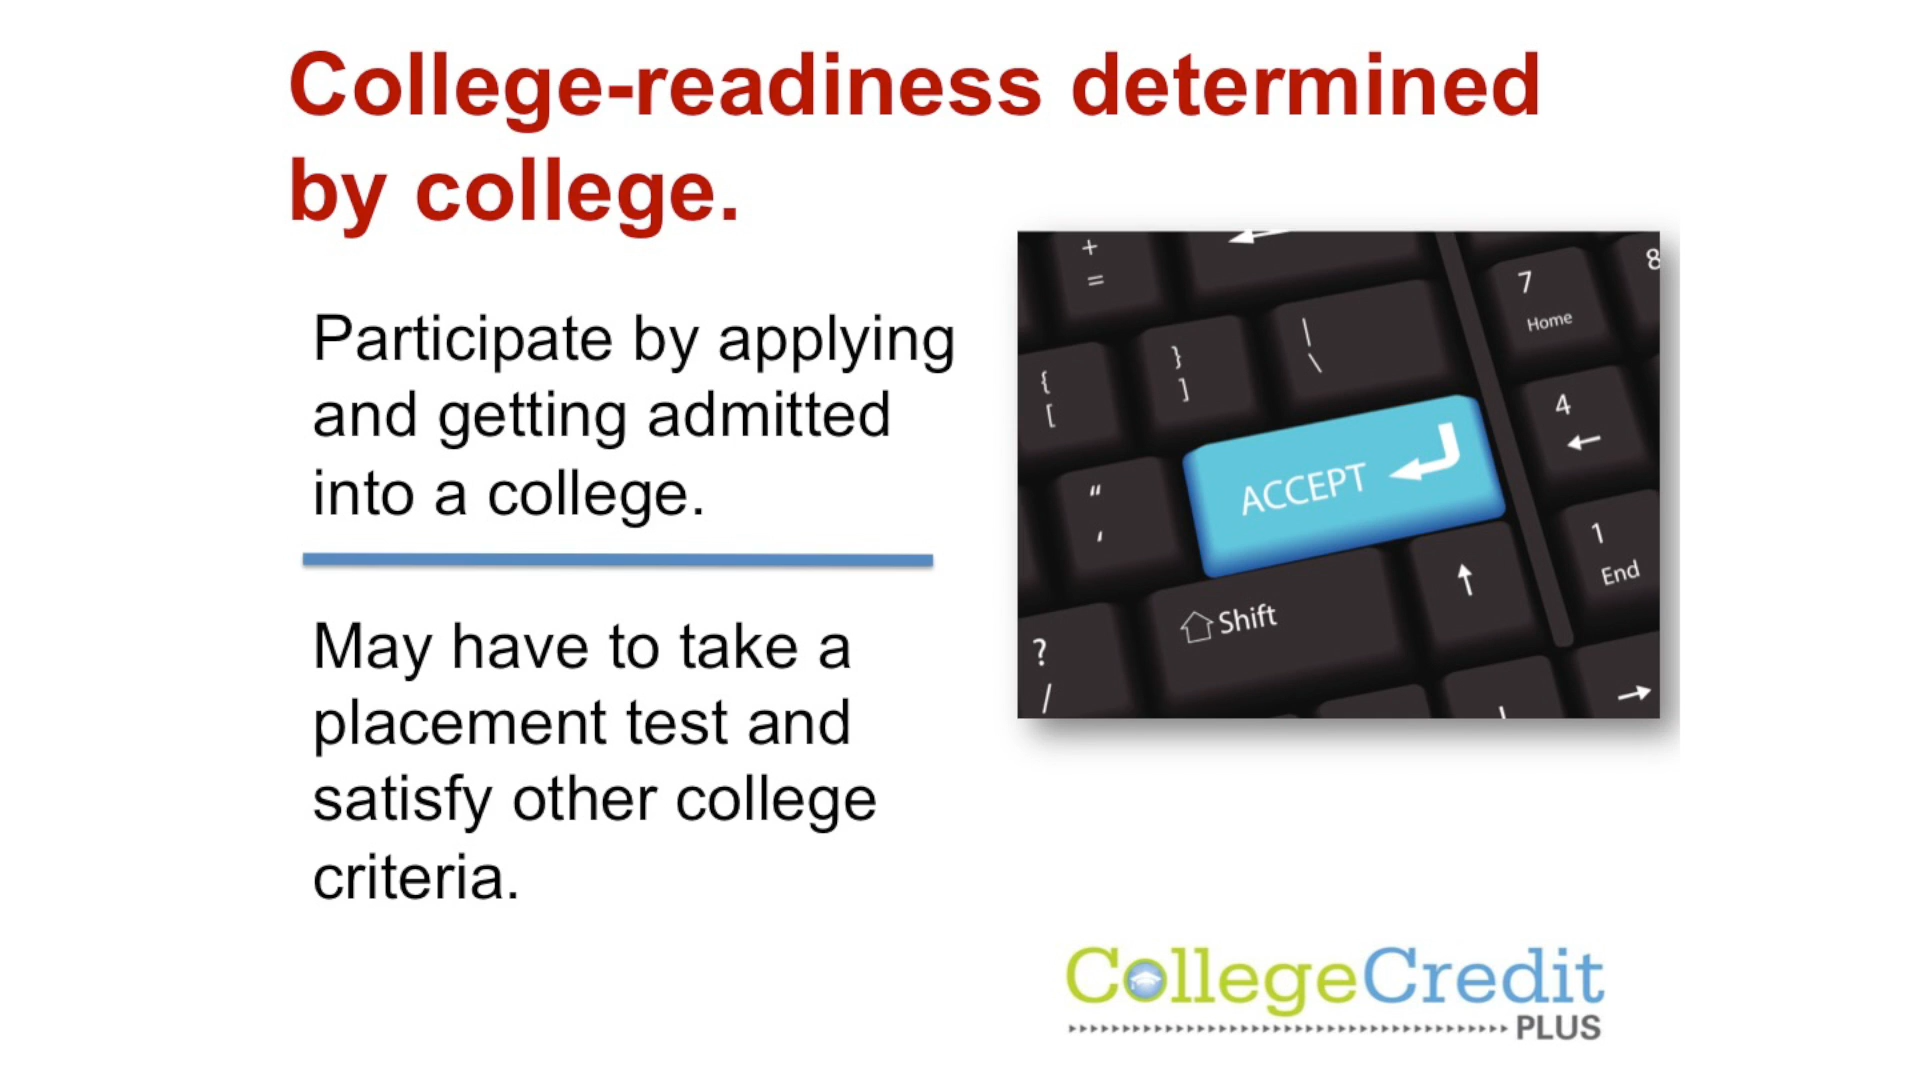 College-readiness determined
by college.
Participate by applying
and getting admitted
into a college.
May have to take a
placement test and
satisfy other college
criteria.
+
=
7
Home
8
{
[
}
]
|
\
4
ACCEPT
"
'
1
End
Shift
?
/
CollegeCredit
PLUS